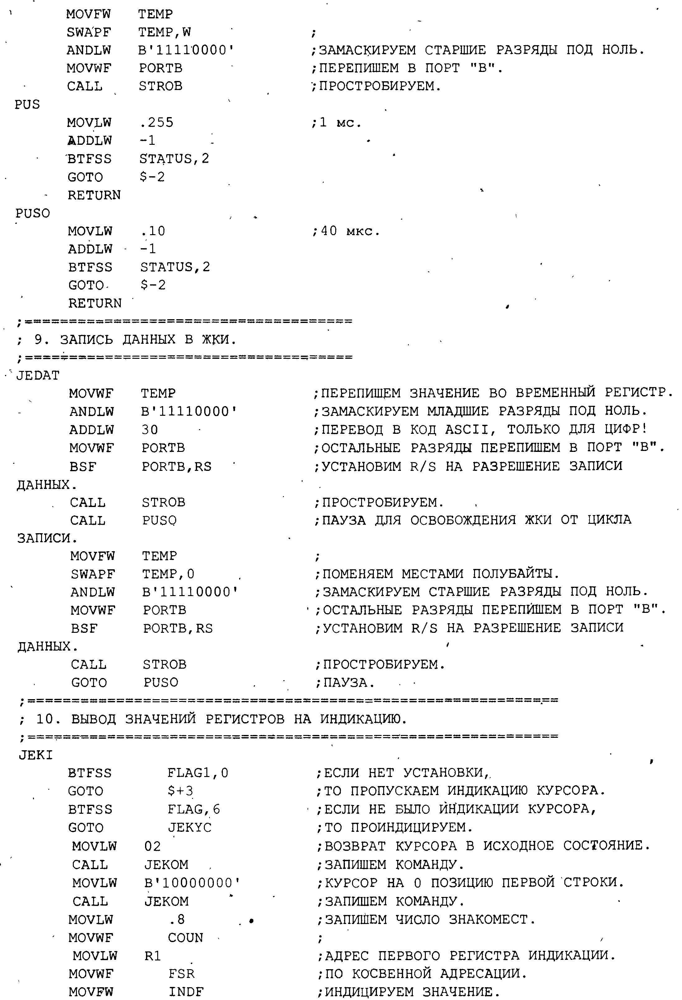 MOVFW TEMP
SWAPF TEMP,W ;
ANDLW B'11110000' ;ЗАМАСКИРУЕМ СТАРШИЕ РАЗРЯДЫ ПОД НОЛЬ.
MOVWF PORTB ;ПЕРЕПИШЕМ В ПОРТ "В".
CALL STROB ;ПРОСТРОБИРУЕМ.
PUS
MOVLW .255 ;1 мс.
ADDLW -1
BTFSS STATUS,2
GOTO $-2
RETURN
PUSO
MOVLW .10 ;40 мкс.
ADDLW -1
BTFSS STATUS,2
GOTO $-2
RETURN
;=====================================
; 9. ЗАПИСЬ ДАННЫХ В ЖКИ.
;=====================================
JEDAT
MOVWF TEMP ;ПЕРЕПИШЕМ ЗНАЧЕНИЕ ВО ВРЕМЕННЫЙ РЕГИСТР.
ANDLW B'11110000' ;ЗАМАСКИРУЕМ МЛАДШИЕ РАЗРЯДЫ ПОД НОЛЬ.
ADDLW 30 ;ПЕРЕВОД В КОД ASCII, ТОЛЬКО ДЛЯ ЦИФР!
MOVWF PORTB ;ОСТАЛЬНЫЕ РАЗРЯДЫ ПЕРЕПИШЕМ В ПОРТ "В".
BSF PORTB,RS ;УСТАНОВИМ R/S НА РАЗРЕШЕНИЕ ЗАПИСИ
ДАННЫХ.
CALL STROB ;ПРОСТРОБИРУЕМ.
CALL PUSO ;ПАУЗА ДЛЯ ОСВОБОЖДЕНИЯ ЖКИ ОТ ЦИКЛА
ЗАПИСИ.
MOVFW TEMP ;
SWAPF TEMP,0 ;ПОМЕНЯЕМ МЕСТАМИ ПОЛУБАЙТЫ.
ANDLW B'11110000' ;ЗАМАСКИРУЕМ СТАРШИЕ РАЗРЯДЫ ПОД НОЛЬ.
MOVWF PORTB ;ОСТАЛЬНЫЕ РАЗРЯДЫ ПЕРЕПИШЕМ В ПОРТ "В".
BSF PORTB,RS ;УСТАНОВИМ R/S НА РАЗРЕШЕНИЕ ЗАПИСИ
ДАННЫХ.
CALL STROB ;ПРОСТРОБИРУЕМ.
GOTO PUSO ;ПАУЗА.
;============================================================
; 10. ВЫВОД ЗНАЧЕНИЙ РЕГИСТРОВ НА ИНДИКАЦИЮ.
;============================================================
JEKI
BTFSS FLAG1,0 ;ЕСЛИ НЕТ УСТАНОВКИ,
GOTO $+3 ;ТО ПРОПУСКАЕМ ИНДИКАЦИЮ КУРСОРА.
BTFSS FLAG,6 ;ЕСЛИ НЕ БЫЛО ИНДИКАЦИИ КУРСОРА,
GOTO JEKYC ;ТО ПРОИНДИЦИРУЕМ.
MOVLW 02 ;ВОЗВРАТ КУРСОРА В ИСХОДНОЕ СОСТОЯНИЕ.
CALL JEKOM ;ЗАПИШЕМ КОМАНДУ.
MOVLW B'10000000' ;КУРСОР НА 0 ПОЗИЦИЮ ПЕРВОЙ СТРОКИ.
CALL JEKOM ;ЗАПИШЕМ КОМАНДУ.
MOVLW .8 ;ЗАПИШЕМ ЧИСЛО ЗНАКОМЕСТ.
MOVWF COUN ;
MOVLW R1 ;АДРЕС ПЕРВОГО РЕГИСТРА ИНДИКАЦИИ.
MOVWF FSR ;ПО КОСВЕННОЙ АДРЕСАЦИИ.
MOVFW INDF ;ИНДИЦИРУЕМ ЗНАЧЕНИЕ.